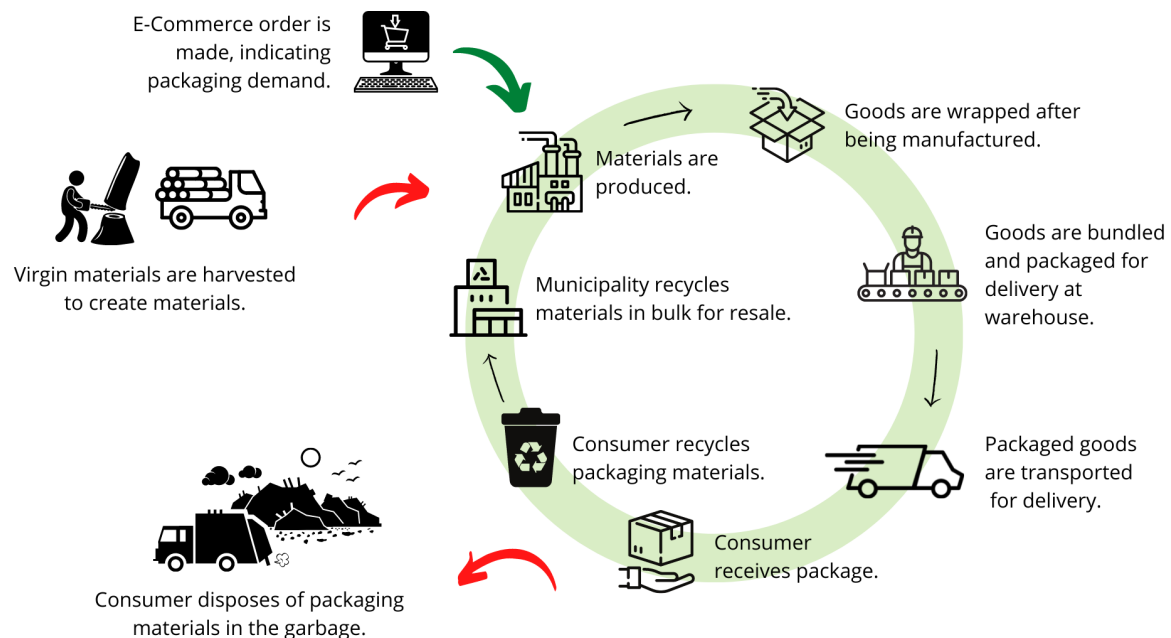 E-Commerce order is
made, indicating
packaging demand.
Goods are wrapped after
being manufactured.
Materials are
produced.
Virgin materials are harvested
to create materials.
Goods are bundled
and packaged for
delivery at
warehouse.
Municipality recycles
materials in bulk for resale.
Consumer recycles
packaging materials.
Packaged goods
are transported
for delivery.
Consumer
receives package.
Consumer disposes of packaging
materials in the garbage.